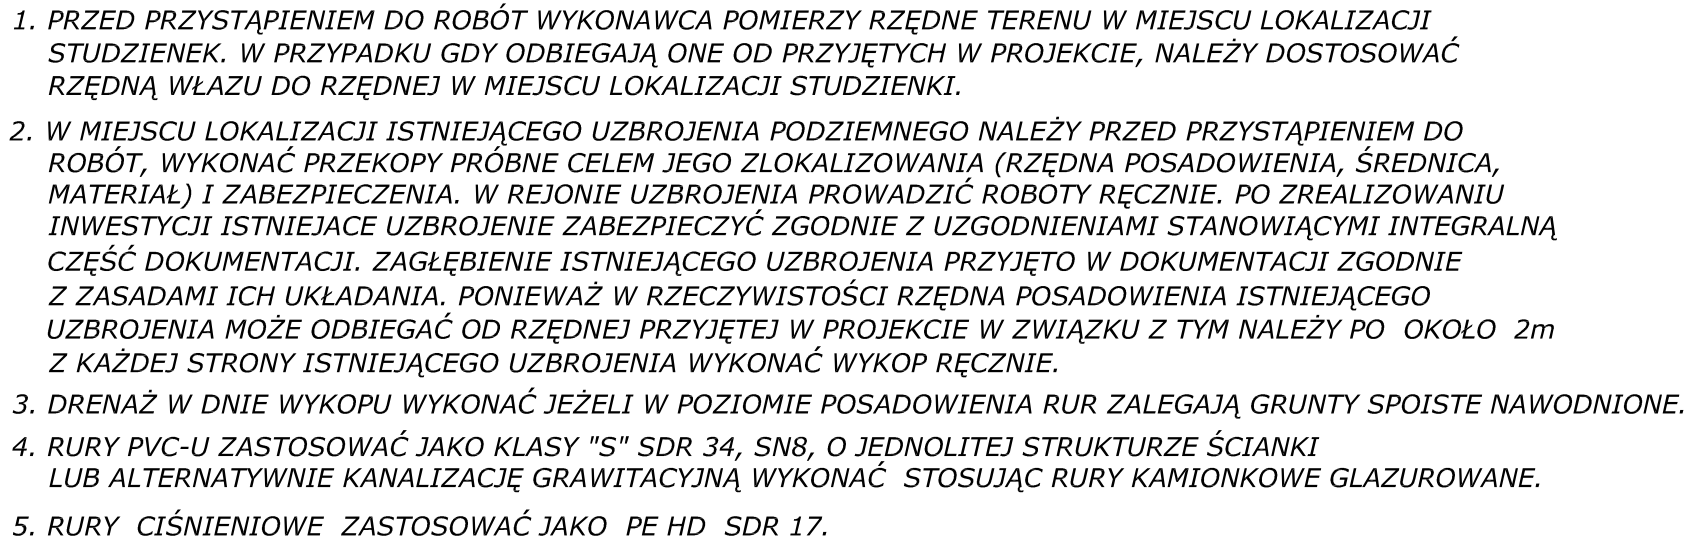 1. PRZED PRZYSTĄPIENIEM DO ROBÓT WYKONAWCA POMIERZY RZĘDNE TERENU W MIEJSCU LOKALIZACJI
STUDZIENEK. W PRZYPADKU GDY ODBIEGAJĄ ONE OD PRZYJĘTYCH W PROJEKCIE, NALEŻY DOSTOSOWAĆ
RZĘDNĄ WŁAZU DO RZĘDNEJ W MIEJSCU LOKALIZACJI STUDZIENKI.
2. W MIEJSCU LOKALIZACJI ISTNIEJĄCEGO UZBROJENIA PODZIEMNEGO NALEŻY PRZED PRZYSTĄPIENIEM DO
ROBÓT, WYKONAĆ PRZEKOPY PRÓBNE CELEM JEGO ZLOKALIZOWANIA (RZĘDNA POSADOWIENIA, ŚREDNICA,
MATERIAŁ) I ZABEZPIECZENIA. W REJONIE UZBROJENIA PROWADZIĆ ROBOTY RĘCZNIE. PO ZREALIZOWANIU
INWESTYCJI ISTNIEJACE UZBROJENIE ZABEZPIECZYĆ ZGODNIE Z UZGODNIENIAMI STANOWIĄCYMI INTEGRALNĄ
CZĘŚĆ DOKUMENTACJI. ZAGŁĘBIENIE ISTNIEJĄCEGO UZBROJENIA PRZYJĘTO W DOKUMENTACJI ZGODNIE
Z ZASADAMI ICH UKŁADANIA. PONIEWAŻ W RZECZYWISTOŚCI RZĘDNA POSADOWIENIA ISTNIEJĄCEGO
UZBROJENIA MOŻE ODBIEGAĆ OD RZĘDNEJ PRZYJĘTEJ W PROJEKCIE W ZWIĄZKU Z TYM NALEŻY PO OKOŁO 2m
Z KAŻDEJ STRONY ISTNIEJĄCEGO UZBROJENIA WYKONAĆ WYKOP RĘCZNIE.
3. DRENAŻ W DNIE WYKOPU WYKONAĆ JEŻELI W POZIOMIE POSADOWIENIA RUR ZALEGAJĄ GRUNTY SPOISTE NAWODNIONE.
4. RURY PVC-U ZASTOSOWAĆ JAKO KLASY "S" SDR 34, SN8, O JEDNOLITEJ STRUKTURZE ŚCIANKI
LUB ALTERNATYWNIE KANALIZACJĘ GRAWITACYJNĄ WYKONAĆ STOSUJĄC RURY KAMIONKOWE GLAZUROWANE.
5. RURY CIŚNIENIOWE ZASTOSOWAĆ JAKO PE HD SDR 17.